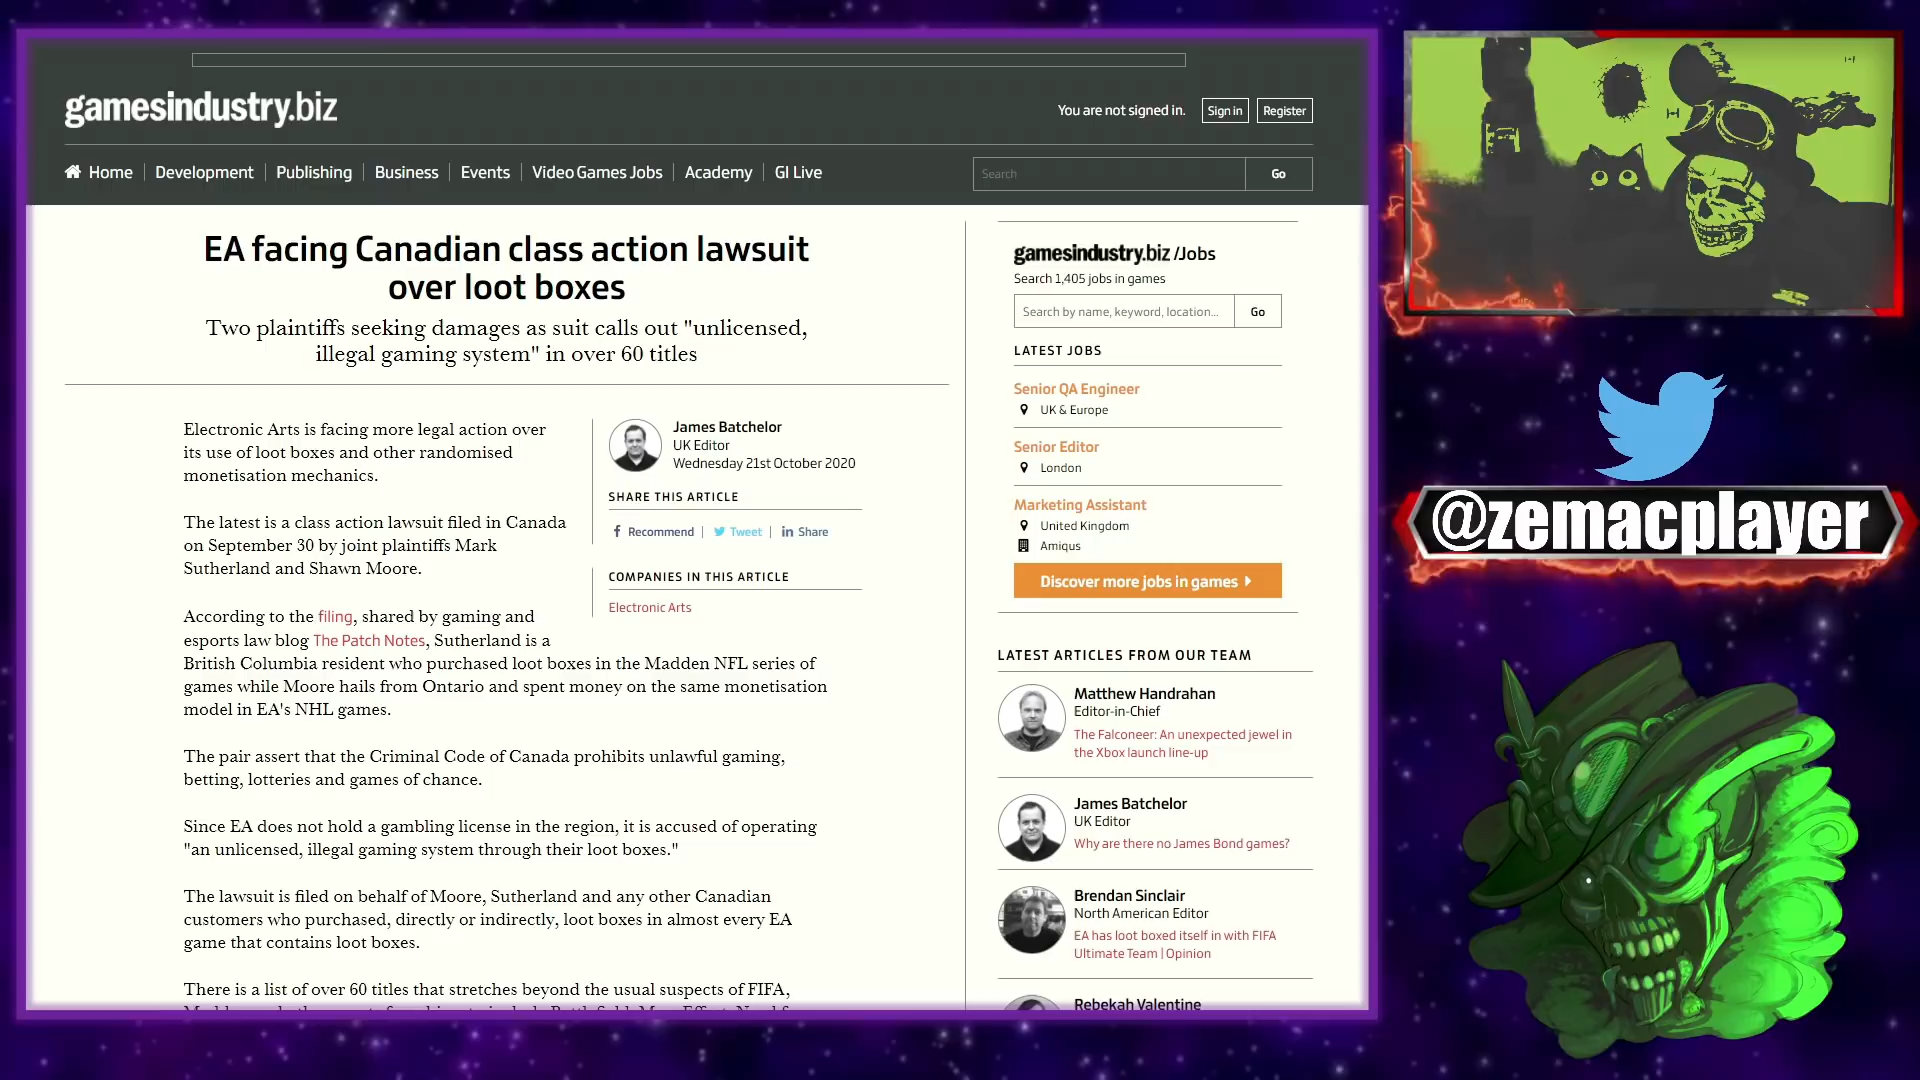 gamesindustry.biz
You are not signed in.
Sign in
Register
Home
Development
Publishing
Business
Events
Video Games Jobs
Academy
GI Live
Search
Go
EA facing Canadian class action lawsuit
over loot boxes
Two plaintiffs seeking damages as suit calls out "unlicensed,
illegal gaming system" in over 60 titles
Electronic Arts is facing more legal action over
its use of loot boxes and other randomised
monetisation mechanics.
The latest is a class action lawsuit filed in Canada
on September 30 by joint plaintiffs Mark
Sutherland and Shawn Moore.
According to the filing, shared by gaming and
esports law blog The Patch Notes, Sutherland is a
British Columbia resident who purchased loot boxes in the Madden NFL series of
games while Moore hails from Ontario and spent money on the same monetisation
model in EA's NHL games.
The pair assert that the Criminal Code of Canada prohibits unlawful gaming,
betting, lotteries and games of chance.
Since EA does not hold a gambling license in the region, it is accused of operating
"an unlicensed, illegal gaming system through their loot boxes."
The lawsuit is filed on behalf of Moore, Sutherland and any other Canadian
customers who purchased, directly or indirectly, loot boxes in almost every EA
game that contains loot boxes.
There is a list of over 60 titles that stretches beyond the usual suspects of FIFA,
James Batchelor
UK Editor
Wednesday 21st October 2020
SHARE THIS ARTICLE
Recommend
Tweet
Share
COMPANIES IN THIS ARTICLE
Electronic Arts
gamesindustry.biz /Jobs
Search 1,405 jobs in games
Search by name, keyword, location...
Go
LATEST JOBS
Senior QA Engineer
UK & Europe
Senior Editor
London
Marketing Assistant
United Kingdom
Amiqus
Discover more jobs in games
LATEST ARTICLES FROM OUR TEAM
Matthew Handrahan
Editor-in-Chief
The Falconeer: An unexpected jewel in
the Xbox launch line-up
James Batchelor
UK Editor
Why are there no James Bond games?
Brendan Sinclair
North American Editor
EA has loot boxed itself in with FIFA
Ultimate Team | Opinion
Rebekah Valentine
@zemacplayer